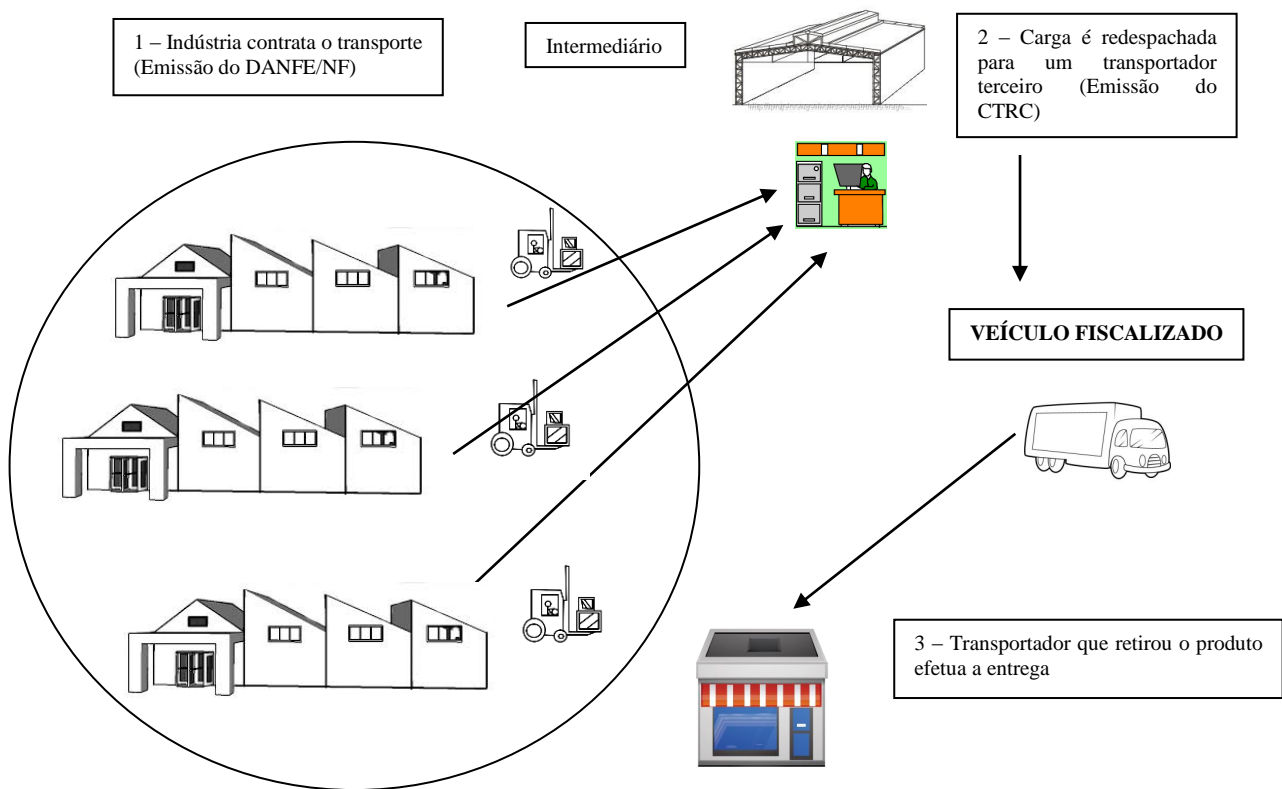 1 – Indústria contrata o transporte
(Emissão do DANFE/NF)
Intermediário
2 – Carga é redespachada
para um transportador
terceiro (Emissão do
CTRC)
VEÍCULO FISCALIZADO
3 – Transportador que retirou o produto
efetua a entrega